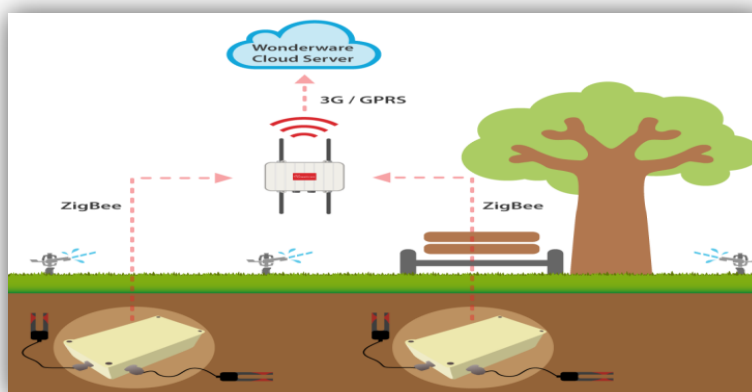 Wonderware
Cloud Server
3G / GPRS
ZigBee
ZigBee